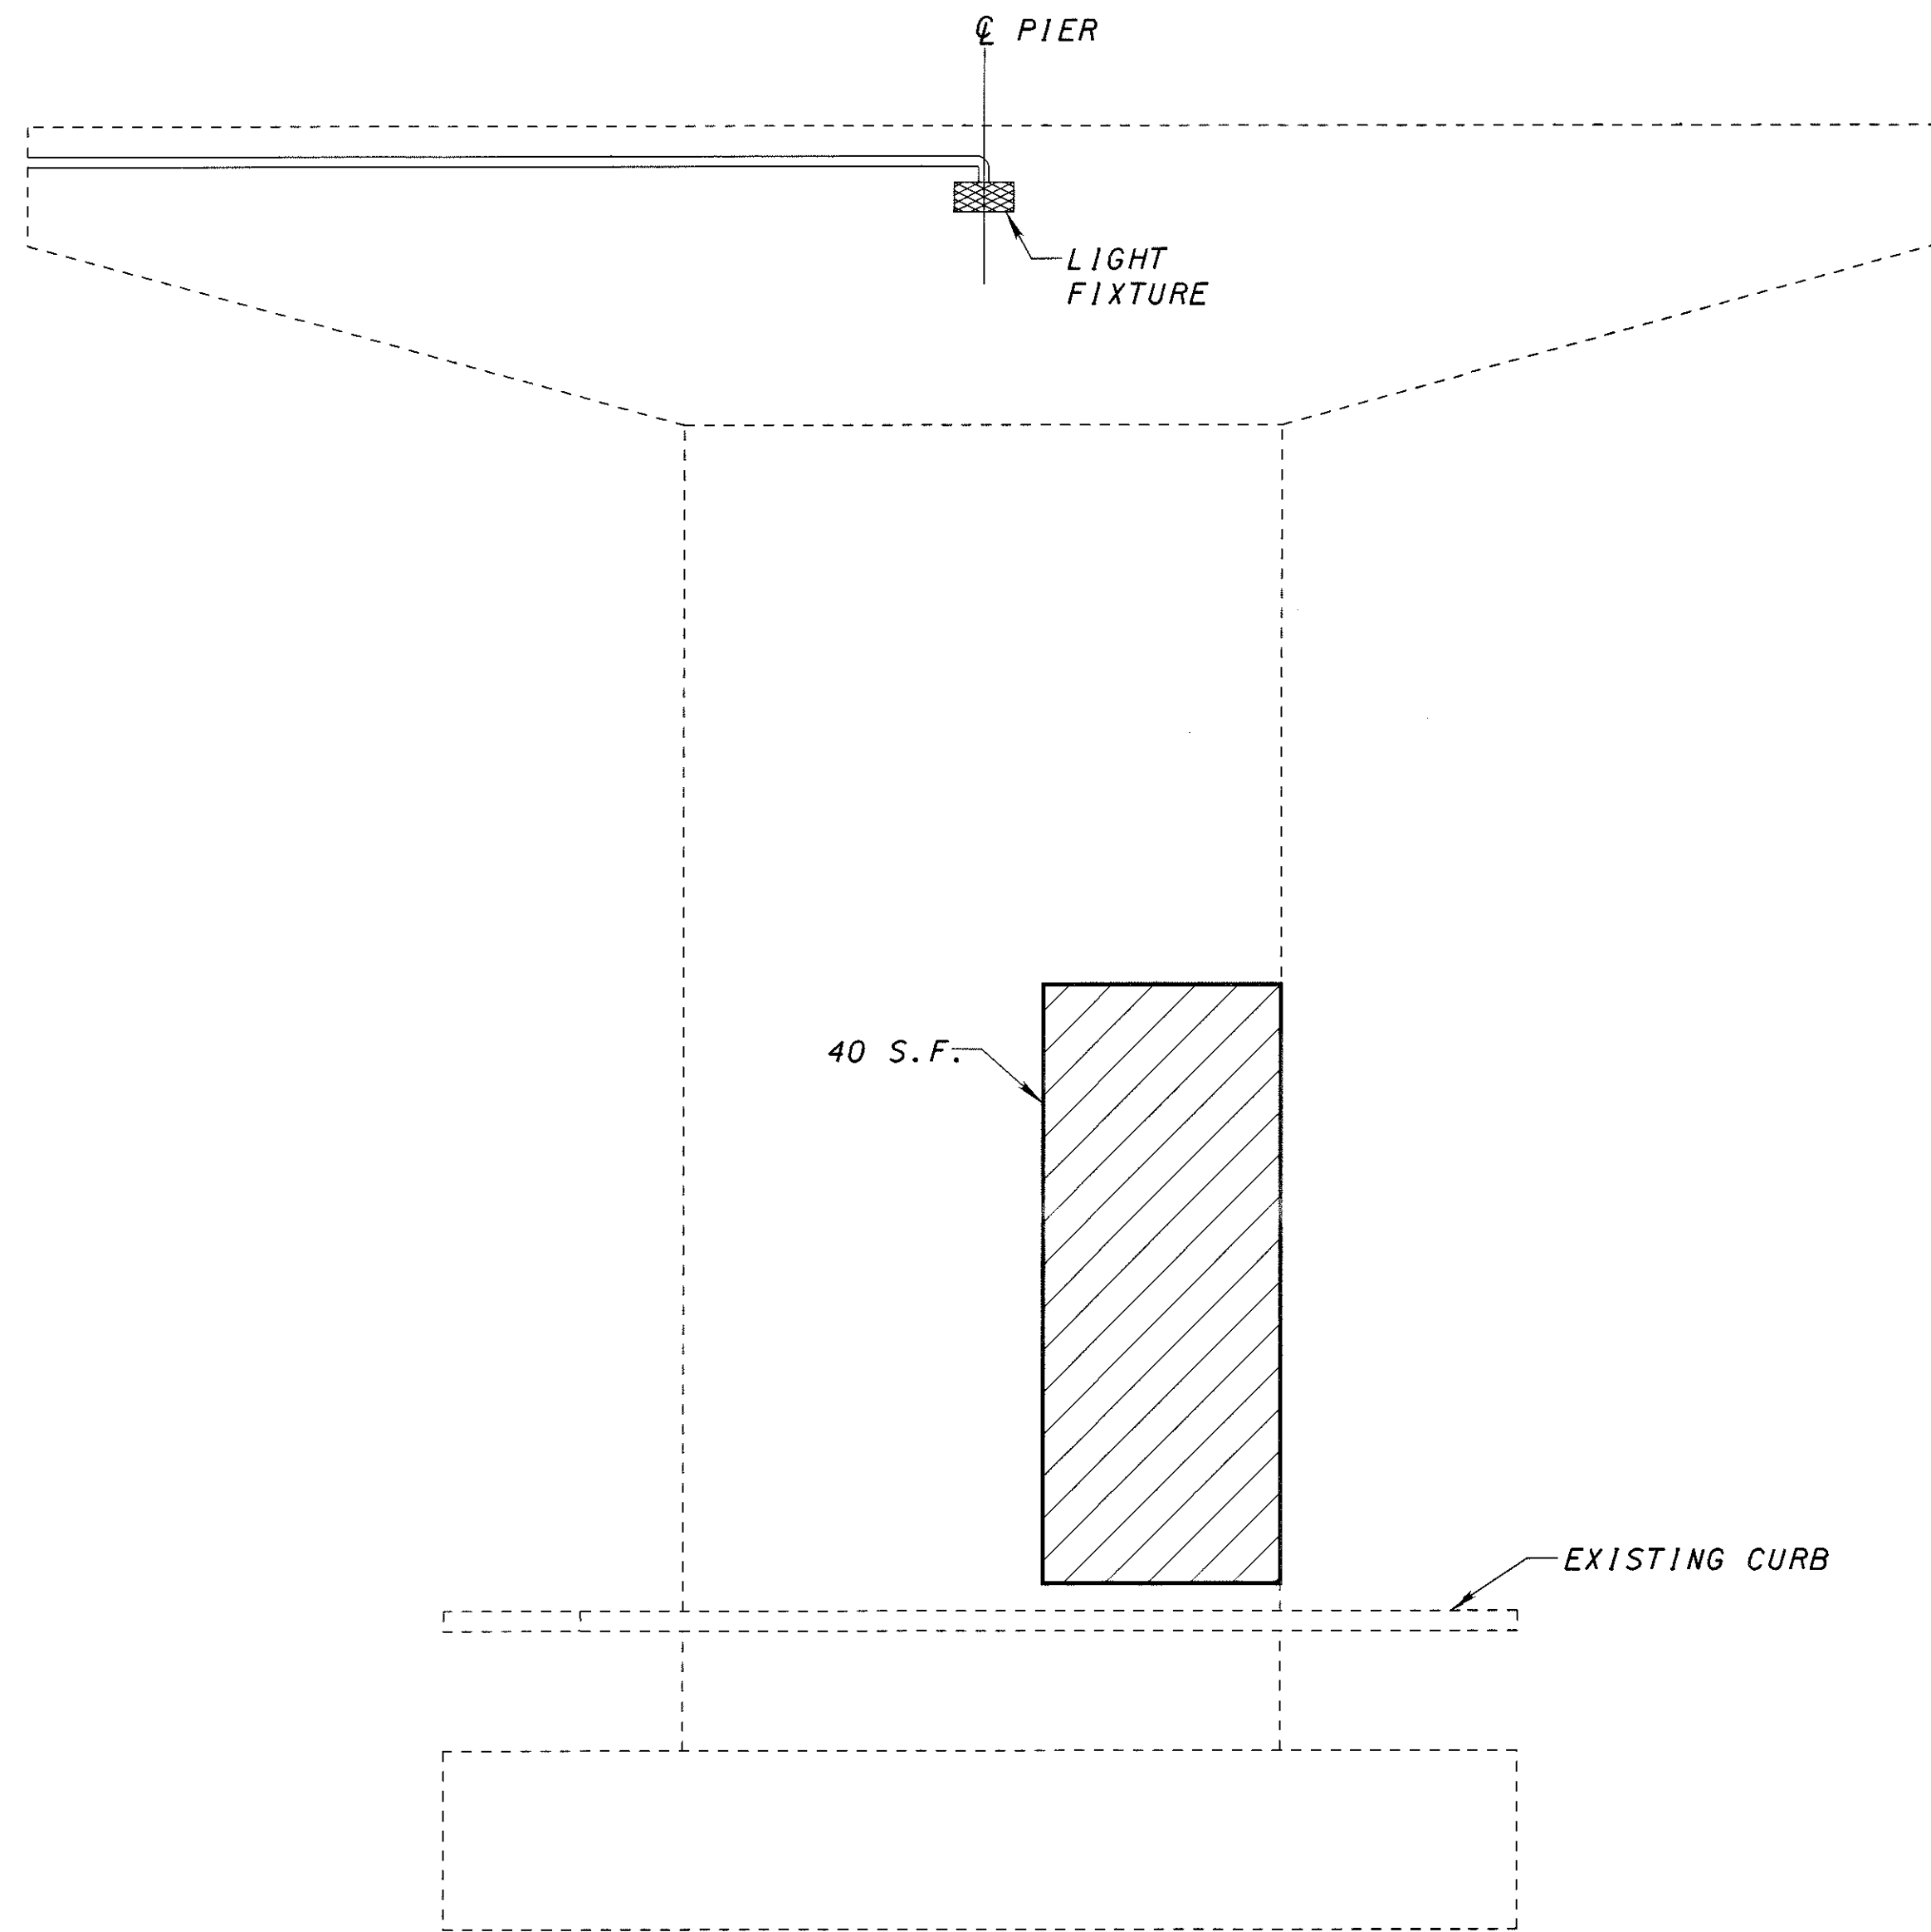 ℄ PIER
LIGHT
FIXTURE
40 S.F.
EXISTING CURB